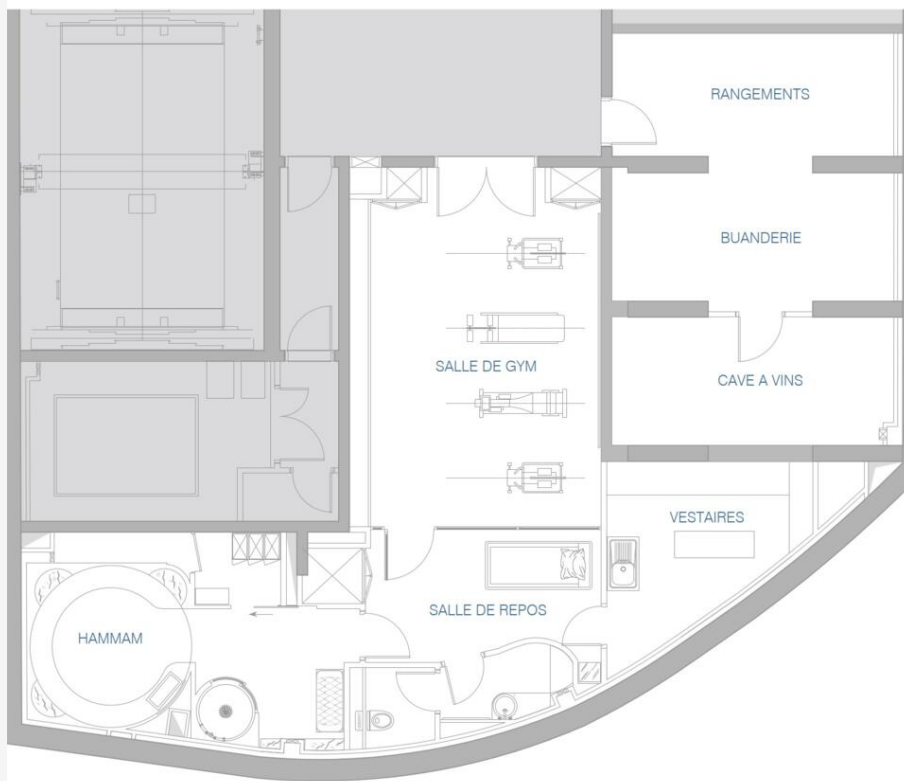 RANGEMENTS
BUANDERIE
SALLE DE GYM
CAVE A VINS
VESTAIRES
SALLE DE REPOS
HAMMAM